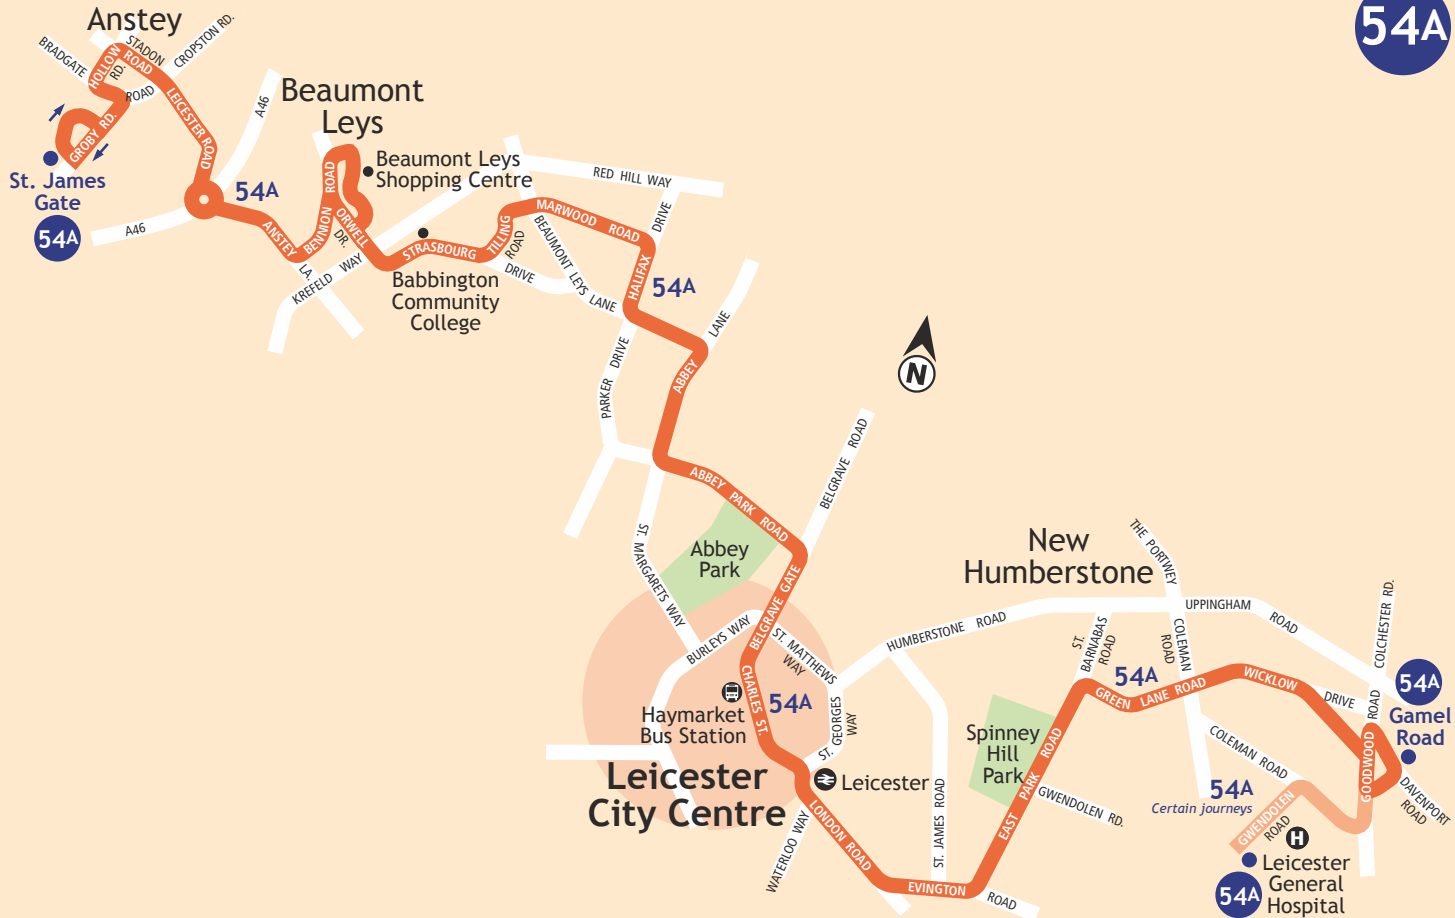 54A
Anstey
BRADGATE
ROAD
HOLLOW
RD.
STADON
ROAD
CROPSTON RD.
LEICESTER ROAD
GROBY RD.
St. James
Gate
54A
A46
A46
54A
Beaumont
Leys
Beaumont Leys
Shopping Centre
ANSTEY
LA.
BENNION ROAD
ORWELL
DR.
KREFELD WAY
STRASBOURG
DRIVE
Babbington
Community
College
TILLING
ROAD
MARWOOD ROAD
RED HILL WAY
BEAUMONT LEYS LANE
HALIFAX
DRIVE
54A
PARKER DRIVE
ABBEY
LANE
N
ABBEY PARK ROAD
BELGRAVE ROAD
ST. MARGARETS WAY
Abbey
Park
BELGRAVE GATE
BURLEYS WAY
ST. MATTHEWS
WAY
CHARLES ST.
54A
Haymarket
Bus Station
ST. GEORGES
WAY
Leicester
City Centre
Leicester
LONDON ROAD
WATERLOO WAY
HUMBERSTONE ROAD
New
Humberstone
THE PORTWEY
UPPINGHAM ROAD
ST.
BARNABAS
ROAD
COLEMAN
ROAD
COLCHESTER RD.
54A
GREEN LANE ROAD
WICKLOW
DRIVE
54A
Gamel
Road
Spinney
Hill
Park
EAST PARK ROAD
GWENDOLEN RD.
ST. JAMES ROAD
EVINGTON
ROAD
COLEMAN ROAD
54A
Certain journeys
GOODWOOD
ROAD
DAVENPORT
ROAD
GWENDOLEN
ROAD
H
Leicester
General
Hospital
54A